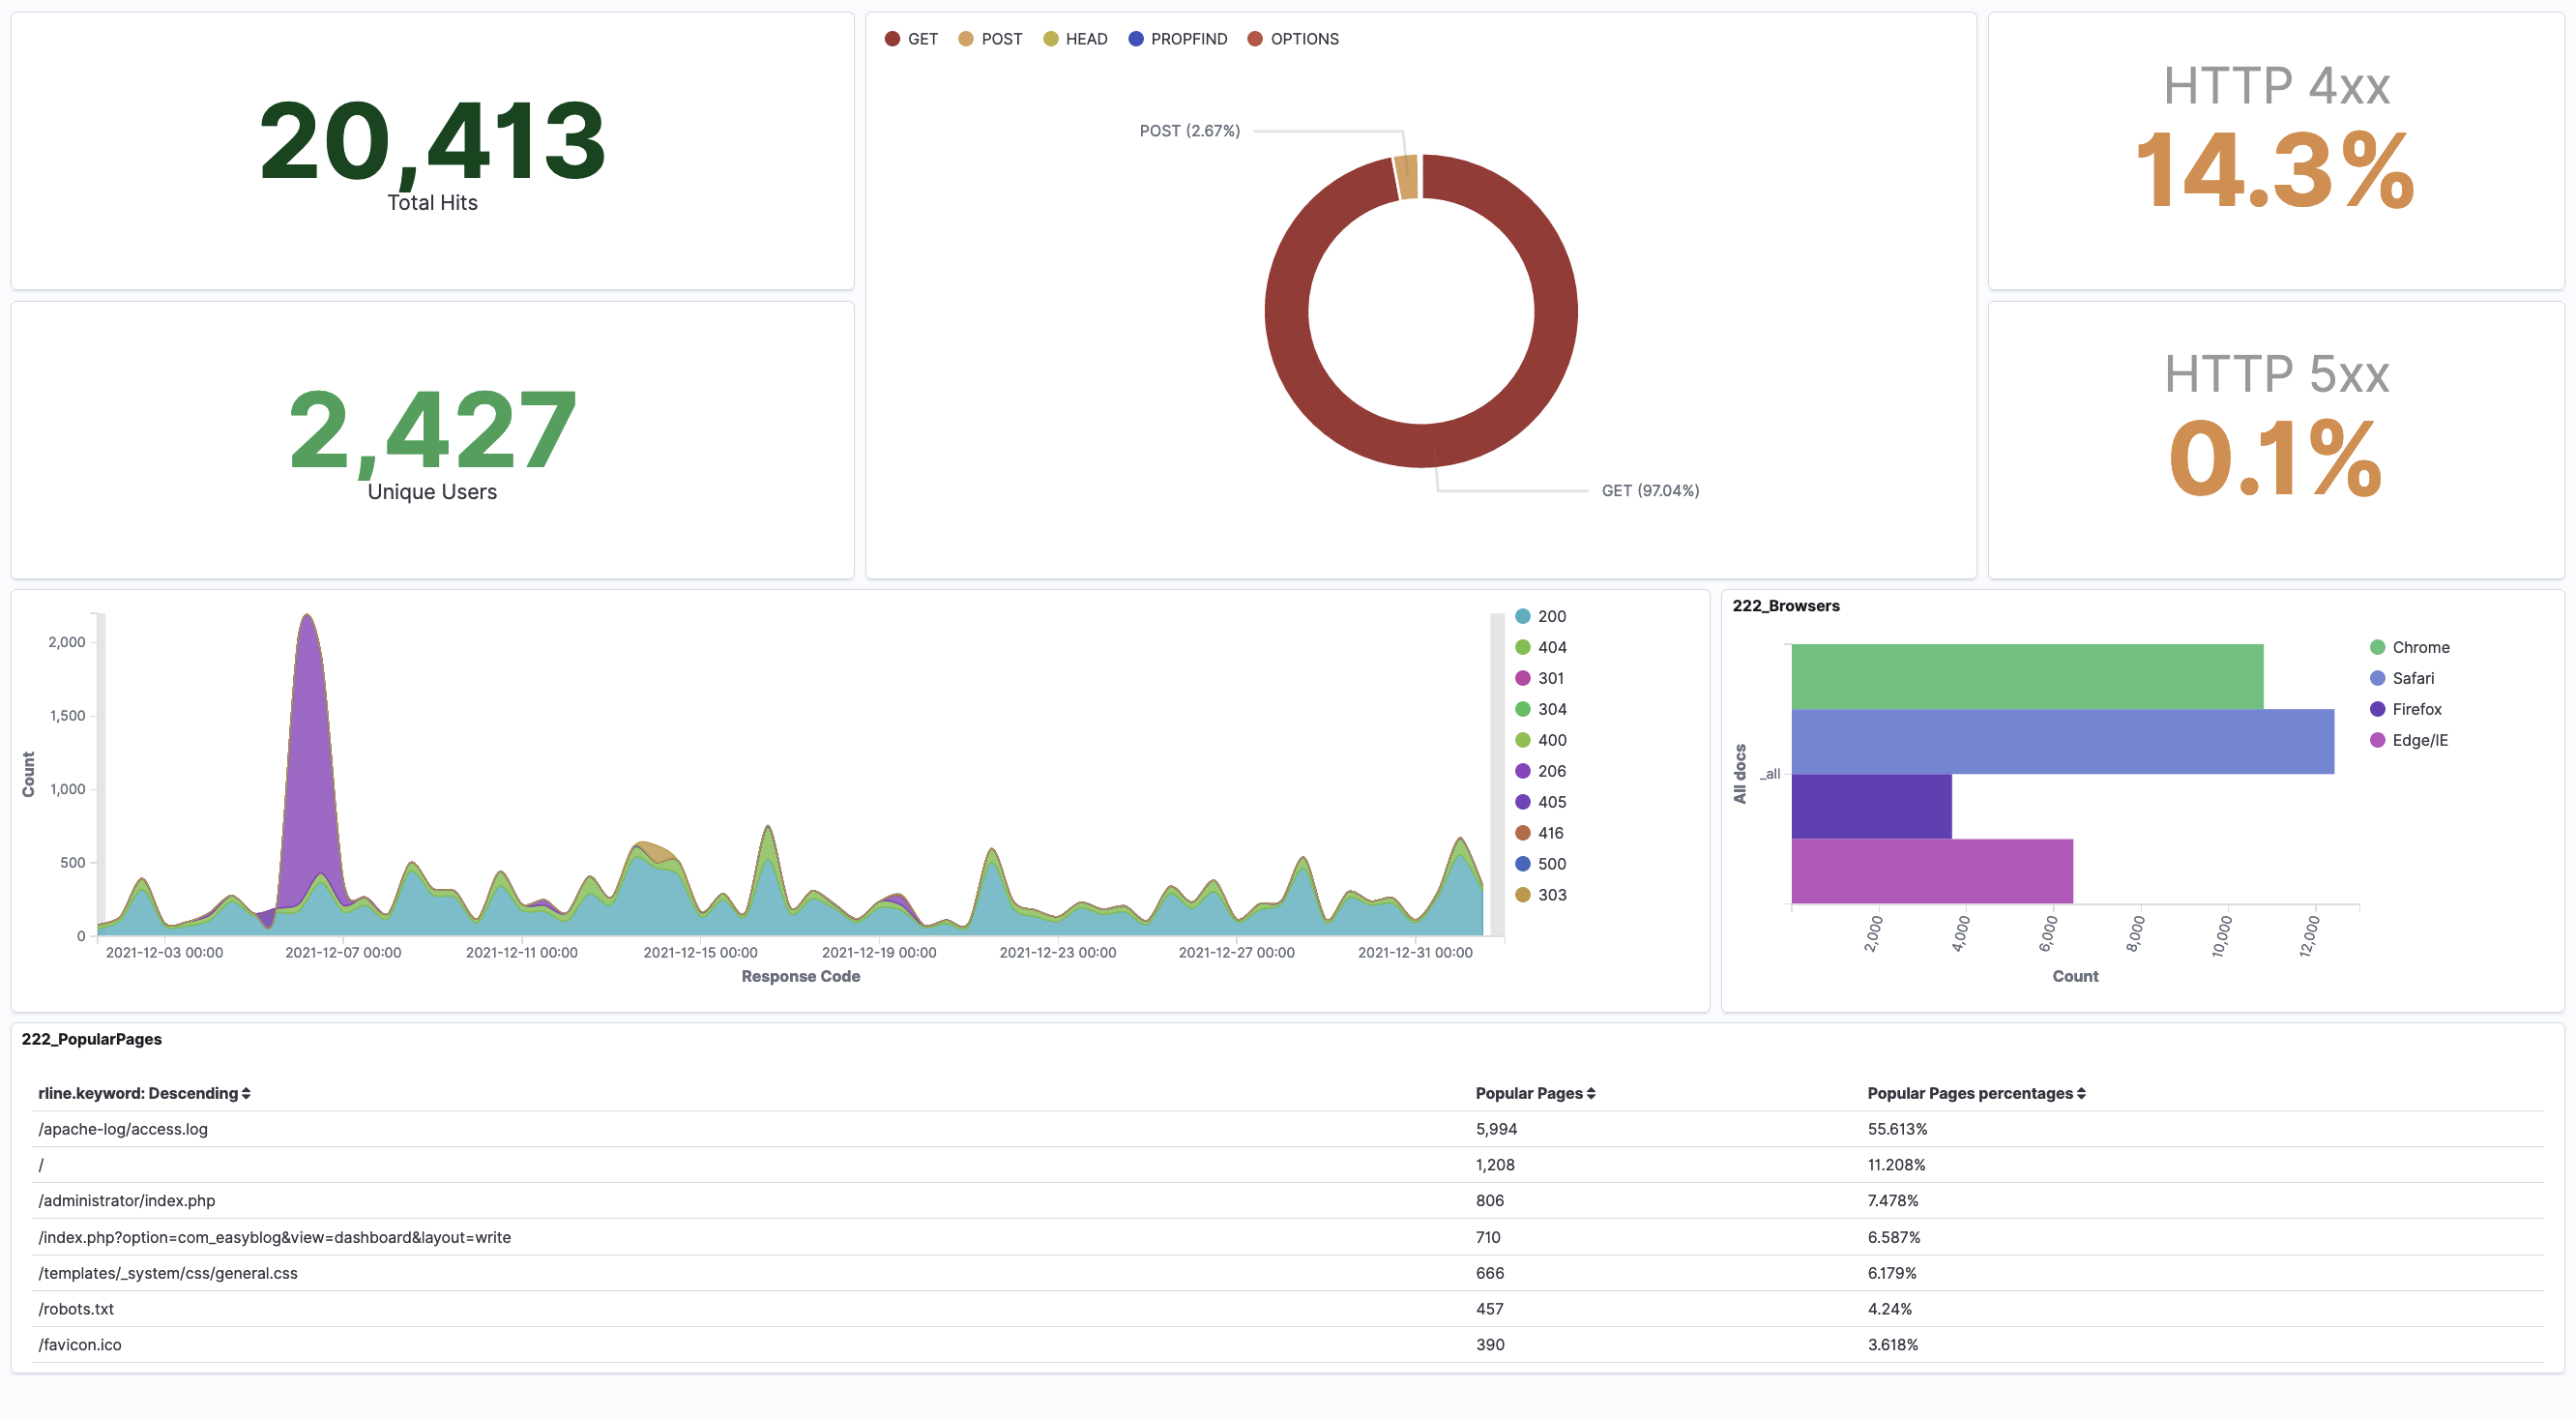 20,413
Total Hits
GET POST HEAD PROPFIND OPTIONS
POST (2.67%)
GET (97.04%)
HTTP 4xx
14.3%
2,427
Unique Users
HTTP 5xx
0.1%
2,000
1,500
1,000
500
0
Count
2021-12-03 00:00 2021-12-07 00:00 2021-12-11 00:00 2021-12-15 00:00 2021-12-19 00:00 2021-12-23 00:00 2021-12-27 00:00 2021-12-31 00:00
Response Code
200
404
301
304
400
206
405
416
500
303
222_Browsers
Chrome
Safari
Firefox
Edge/IE
All docs
_all
2,000 4,000 6,000 8,000 10,000 12,000
Count
222_PopularPages
rline.keyword: Descending Popular Pages Popular Pages percentages
/apache-log/access.log 5,994 55.613%
/ 1,208 11.208%
/administrator/index.php 806 7.478%
/index.php?option=com_easyblog&view=dashboard&layout=write 710 6.587%
/templates/_system/css/general.css 666 6.179%
/robots.txt 457 4.24%
/favicon.ico 390 3.618%